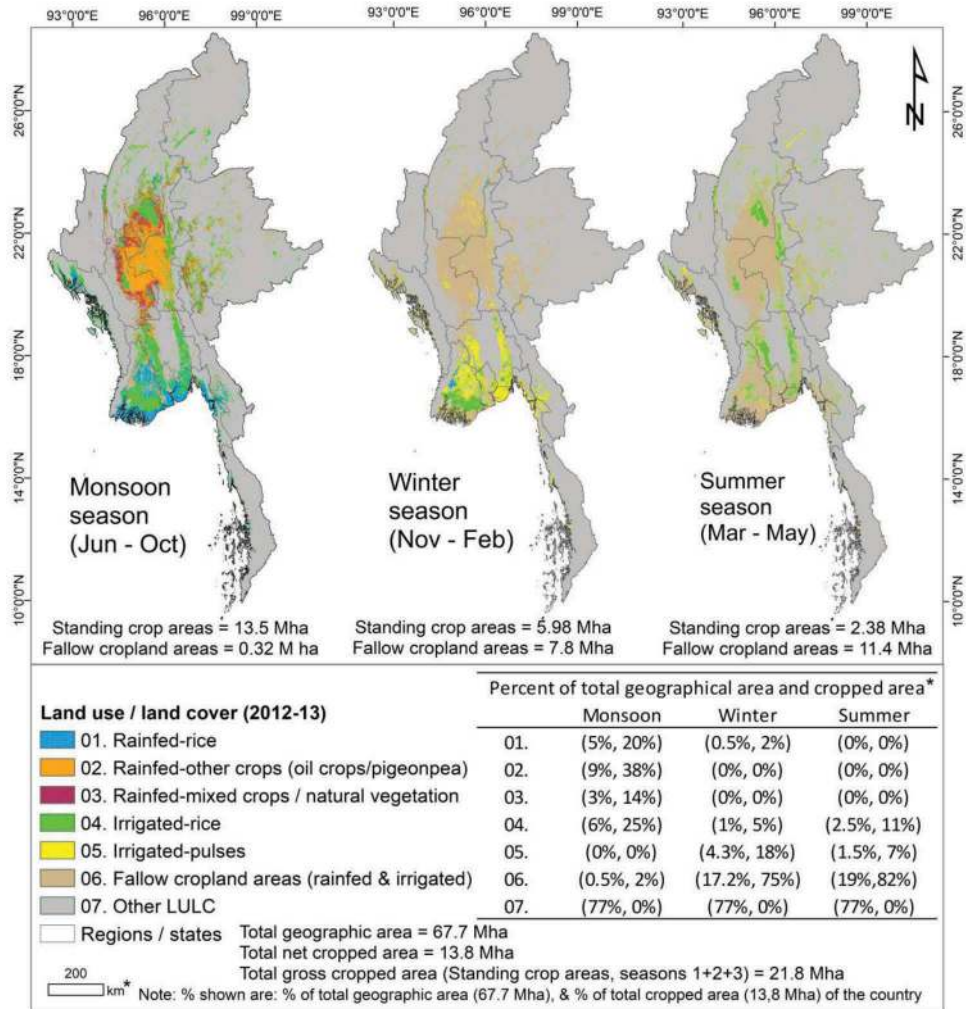 93°0'0"E 96°0'0"E 99°0'0"E 93°0'0"E 96°0'0"E 99°0'0"E 93°0'0"E 96°0'0"E 99°0'0"E
N
26°0'0"N 26°0'0"N
22°0'0"N 22°0'0"N
18°0'0"N 18°0'0"N
14°0'0"N 14°0'0"N
10°0'0"N 10°0'0"N
Monsoon
season
(Jun - Oct)
Winter
season
(Nov - Feb)
Summer
season
(Mar - May)
Standing crop areas = 13.5 Mha
Fallow cropland areas = 0.32 M ha
Standing crop areas = 5.98 Mha
Fallow cropland areas = 7.8 Mha
Standing crop areas = 2.38 Mha
Fallow cropland areas = 11.4 Mha
Land use / land cover (2012-13)
01. Rainfed-rice
02. Rainfed-other crops (oil crops/pigeonpea)
03. Rainfed-mixed crops / natural vegetation
04. Irrigated-rice
05. Irrigated-pulses
06. Fallow cropland areas (rainfed & irrigated)
07. Other LULC
Regions / states
Percent of total geographical area and cropped area*
Monsoon Winter Summer
01. (5%, 20%) (0.5%, 2%) (0%, 0%)
02. (9%, 38%) (0%, 0%) (0%, 0%)
03. (3%, 14%) (0%, 0%) (0%, 0%)
04. (6%, 25%) (1%, 5%) (2.5%, 11%)
05. (0%, 0%) (4.3%, 18%) (1.5%, 7%)
06. (0.5%, 2%) (17.2%, 75%) (19%,82%)
07. (77%, 0%) (77%, 0%) (77%, 0%)
Total geographic area = 67.7 Mha
Total net cropped area = 13.8 Mha
Total gross cropped area (Standing crop areas, seasons 1+2+3) = 21.8 Mha
200
km
* Note: % shown are: % of total geographic area (67.7 Mha), & % of total cropped area (13,8 Mha) of the country